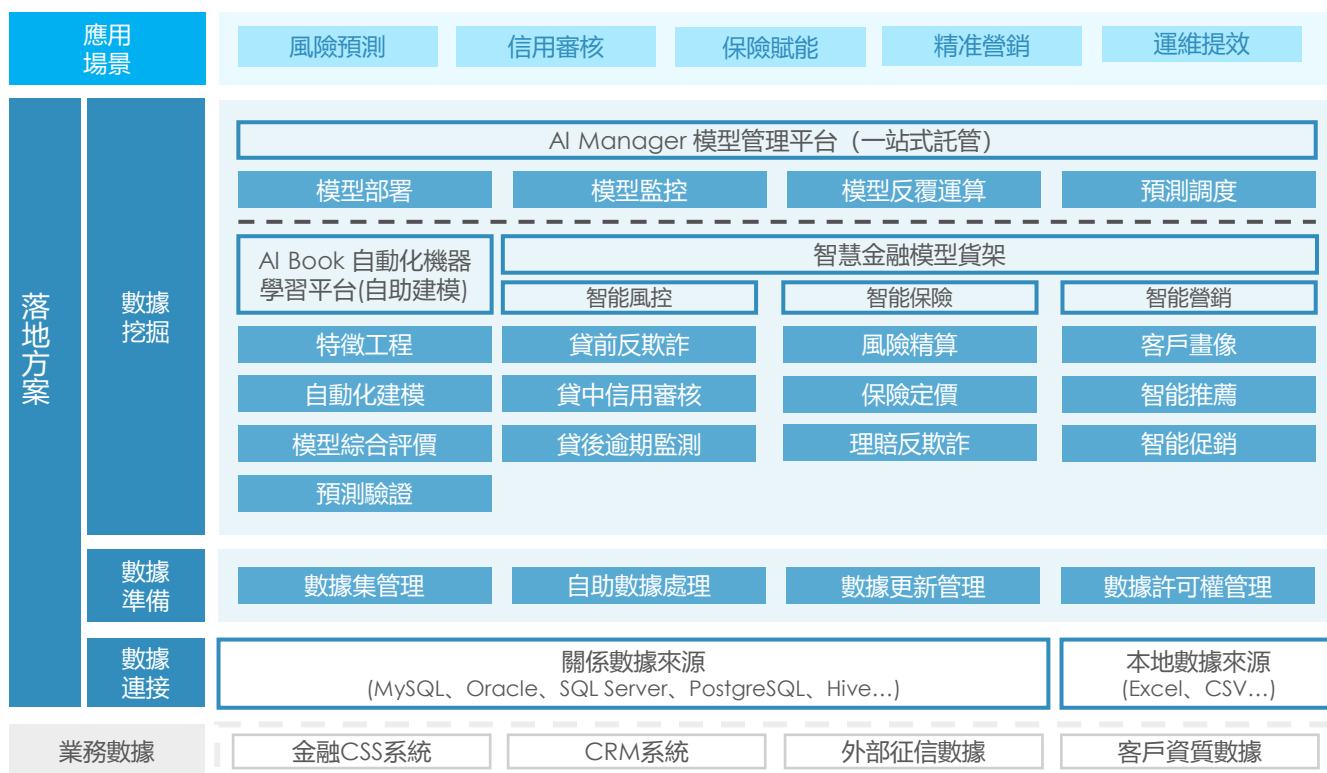 應用
場景
風險預測
信用審核
保險賦能
精准營銷
運維提效
落地方案
數據
挖掘
AI Manager 模型管理平台（一站式託管）
模型部署
模型監控
模型反覆運算
預測調度
AI Book 自動化機器
學習平台(自助建模)
智慧金融模型貨架
智能風控
智能保險
智能營銷
特徵工程
貸前反欺詐
風險精算
客戶畫像
自動化建模
貸中信用審核
保險定價
智能推薦
模型綜合評價
貸後逾期監測
理賠反欺詐
智能促銷
預測驗證
數據
準備
數據集管理
自助數據處理
數據更新管理
數據許可權管理
數據
連接
關係數據來源
(MySQL、Oracle、SQL Server、PostgreSQL、Hive…)
本地數據來源
(Excel、CSV…)
業務數據
金融CSS系統
CRM系統
外部征信數據
客戶資質數據